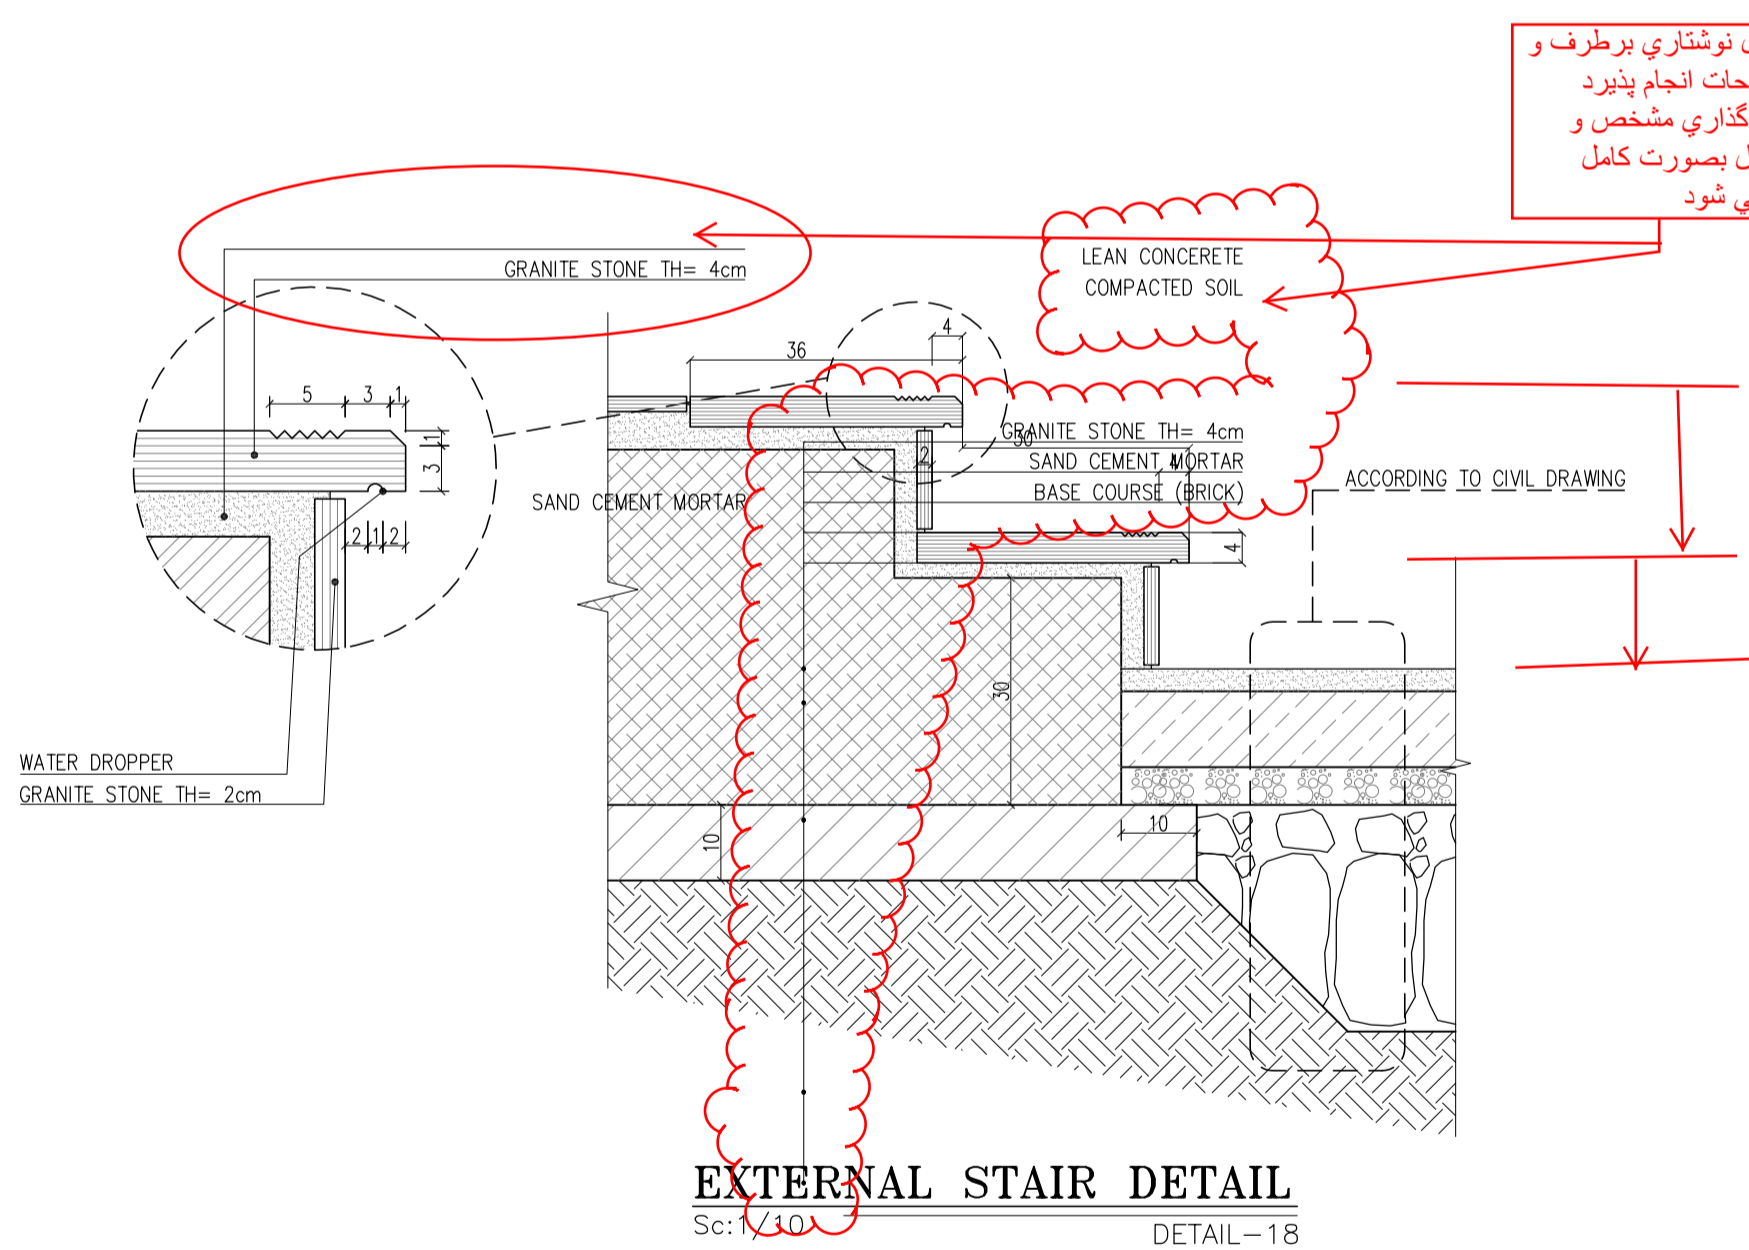 نوشتاري برطرف و
حات انجام پذيرد
گذاري مشخص و
بصورت كامل
شود
LEAN CONCERETE
COMPACTED SOIL
GRANITE STONE TH= 4cm
4
36
5
3
1
1
3
2
1
2
GRANITE STONE TH= 4cm
30
SAND CEMENT MORTAR
4
BASE COURSE (BRICK)
2
SAND CEMENT MORTAR
ACCORDING TO CIVIL DRAWING
4
30
10
10
WATER DROPPER
GRANITE STONE TH= 2cm
EXTERNAL STAIR DETAIL
Sc:1/10
DETAIL-18